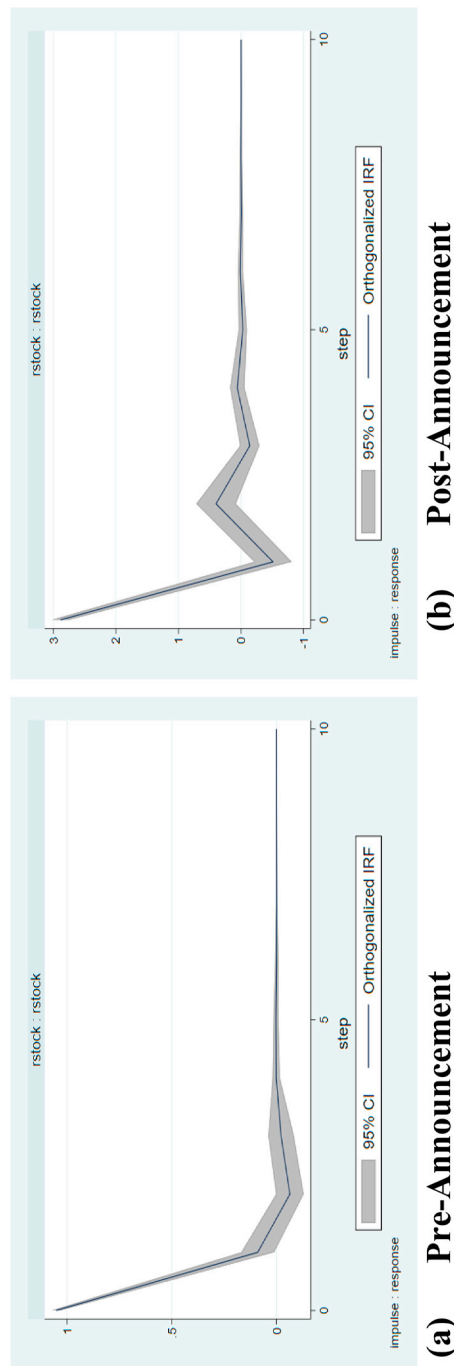 rstock : rstock
1
.5
0
0
5
10
step
95% CI
Orthogonalized IRF
impulse : response
(a) Pre-Announcement
rstock : rstock
3
2
1
0
-1
0
5
10
step
95% CI
Orthogonalized IRF
impulse : response
(b) Post-Announcement